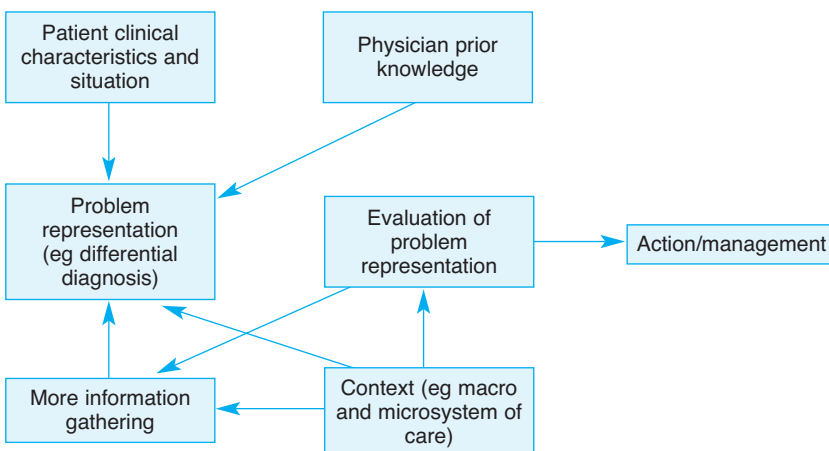 Patient clinical
characteristics and
situation
Physician prior
knowledge
Problem
representation
(eg differential
diagnosis)
Evaluation of
problem
representation
Action/management
More information
gathering
Context (eg macro
and microsystem of
care)